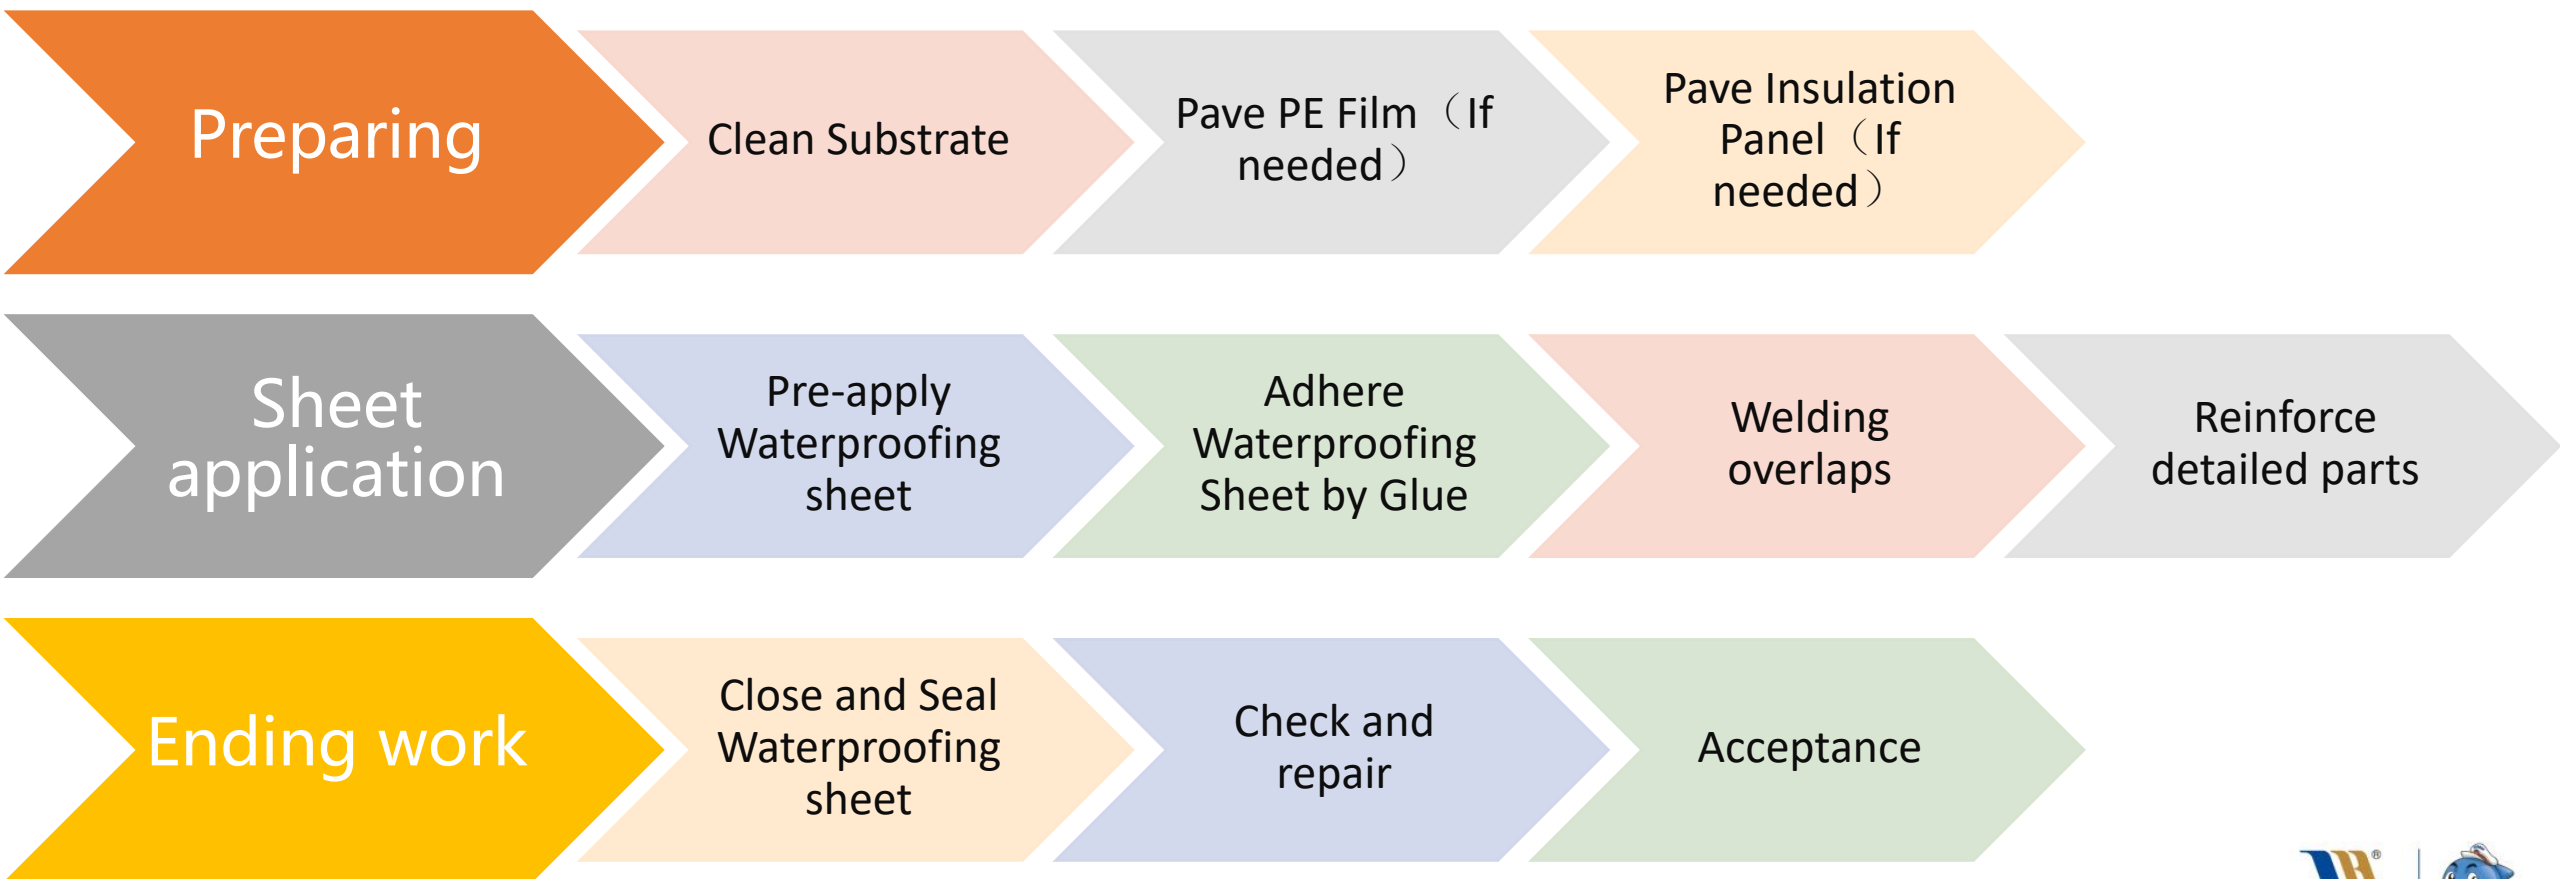 Preparing
Clean Substrate
Pave PE Film（If
needed）
Pave Insulation
Panel（If
needed）
Sheet
application
Pre-apply
Waterproofing
sheet
Adhere
Waterproofing
Sheet by Glue
Welding
overlaps
Reinforce
detailed parts
Ending work
Close and Seal
Waterproofing
sheet
Check and
repair
Acceptance